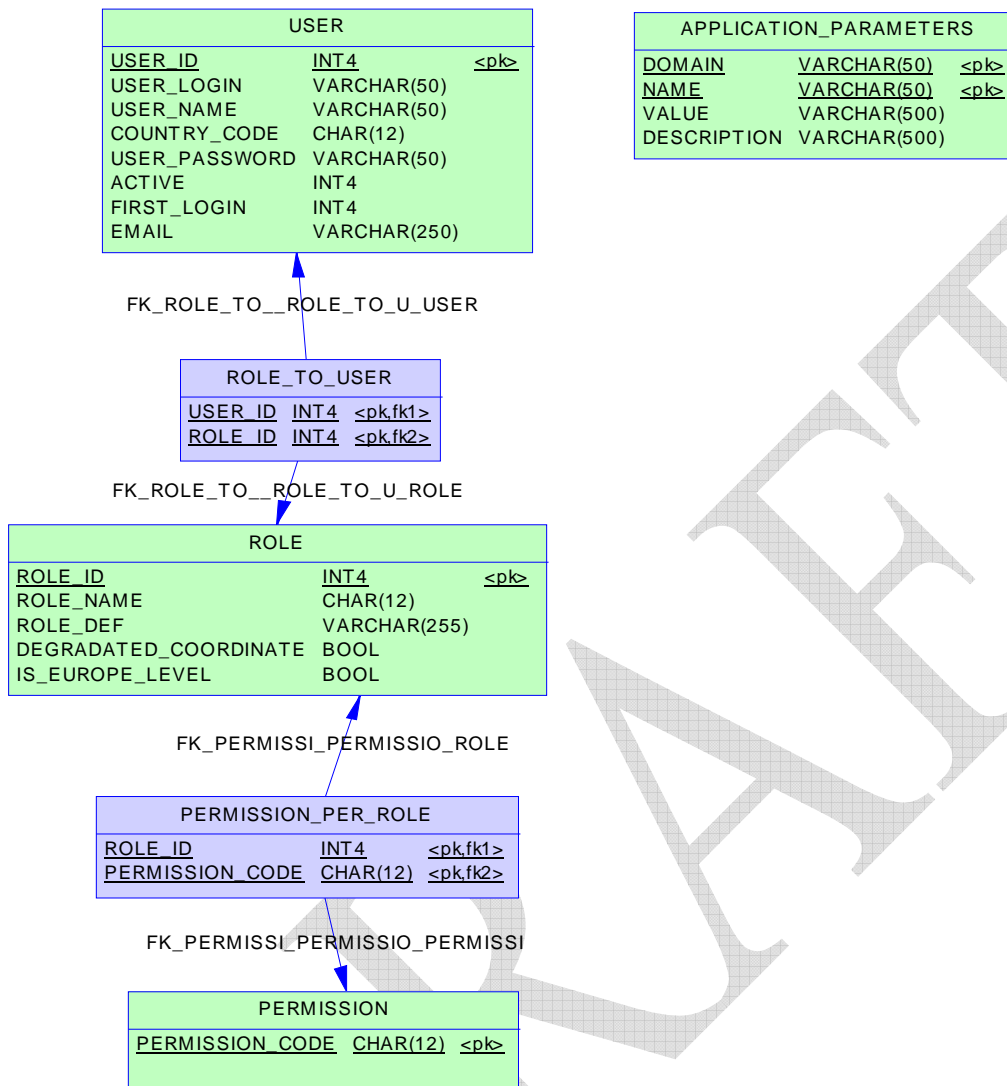 USER
USER_ID INT4 <pk>
USER_LOGIN VARCHAR(50)
USER_NAME VARCHAR(50)
COUNTRY_CODE CHAR(12)
USER_PASSWORD VARCHAR(50)
ACTIVE INT4
FIRST_LOGIN INT4
EMAIL VARCHAR(250)
APPLICATION_PARAMETERS
DOMAIN VARCHAR(50) <pk>
NAME VARCHAR(50) <pk>
VALUE VARCHAR(500)
DESCRIPTION VARCHAR(500)
FK_ROLE_TO__ROLE_TO_U_USER
ROLE_TO_USER
USER_ID INT4 <pk,fk1>
ROLE_ID INT4 <pk,fk2>
FK_ROLE_TO__ROLE_TO_U_ROLE
ROLE
ROLE_ID INT4 <pk>
ROLE_NAME CHAR(12)
ROLE_DEF VARCHAR(255)
DEGRADATED_COORDINATE BOOL
IS_EUROPE_LEVEL BOOL
FK_PERMISSI_PERMISSIO_ROLE
PERMISSION_PER_ROLE
ROLE_ID INT4 <pk,fk1>
PERMISSION_CODE CHAR(12) <pk,fk2>
FK_PERMISSI_PERMISSIO_PERMISSI
PERMISSION
PERMISSION_CODE CHAR(12) <pk>
RAFT